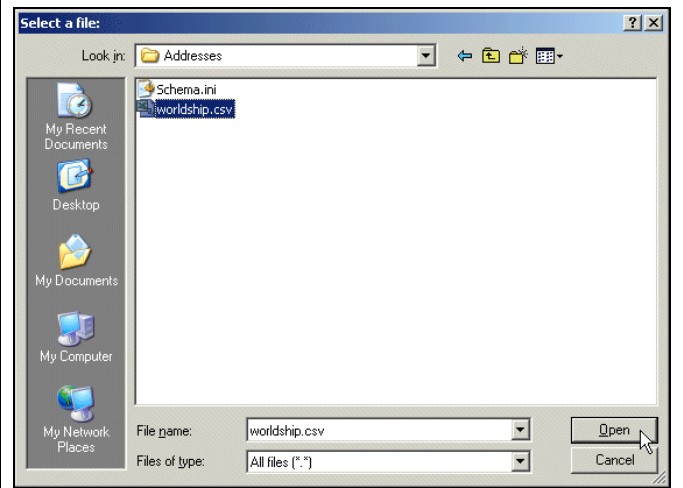 Select a file:
Look in:
Addresses
Schema.ini
worldship.csv
My Recent
Documents
Desktop
My Documents
My Computer
My Network
Places
File name:
worldship.csv
Open
Files of type:
All files (*.*)
Cancel